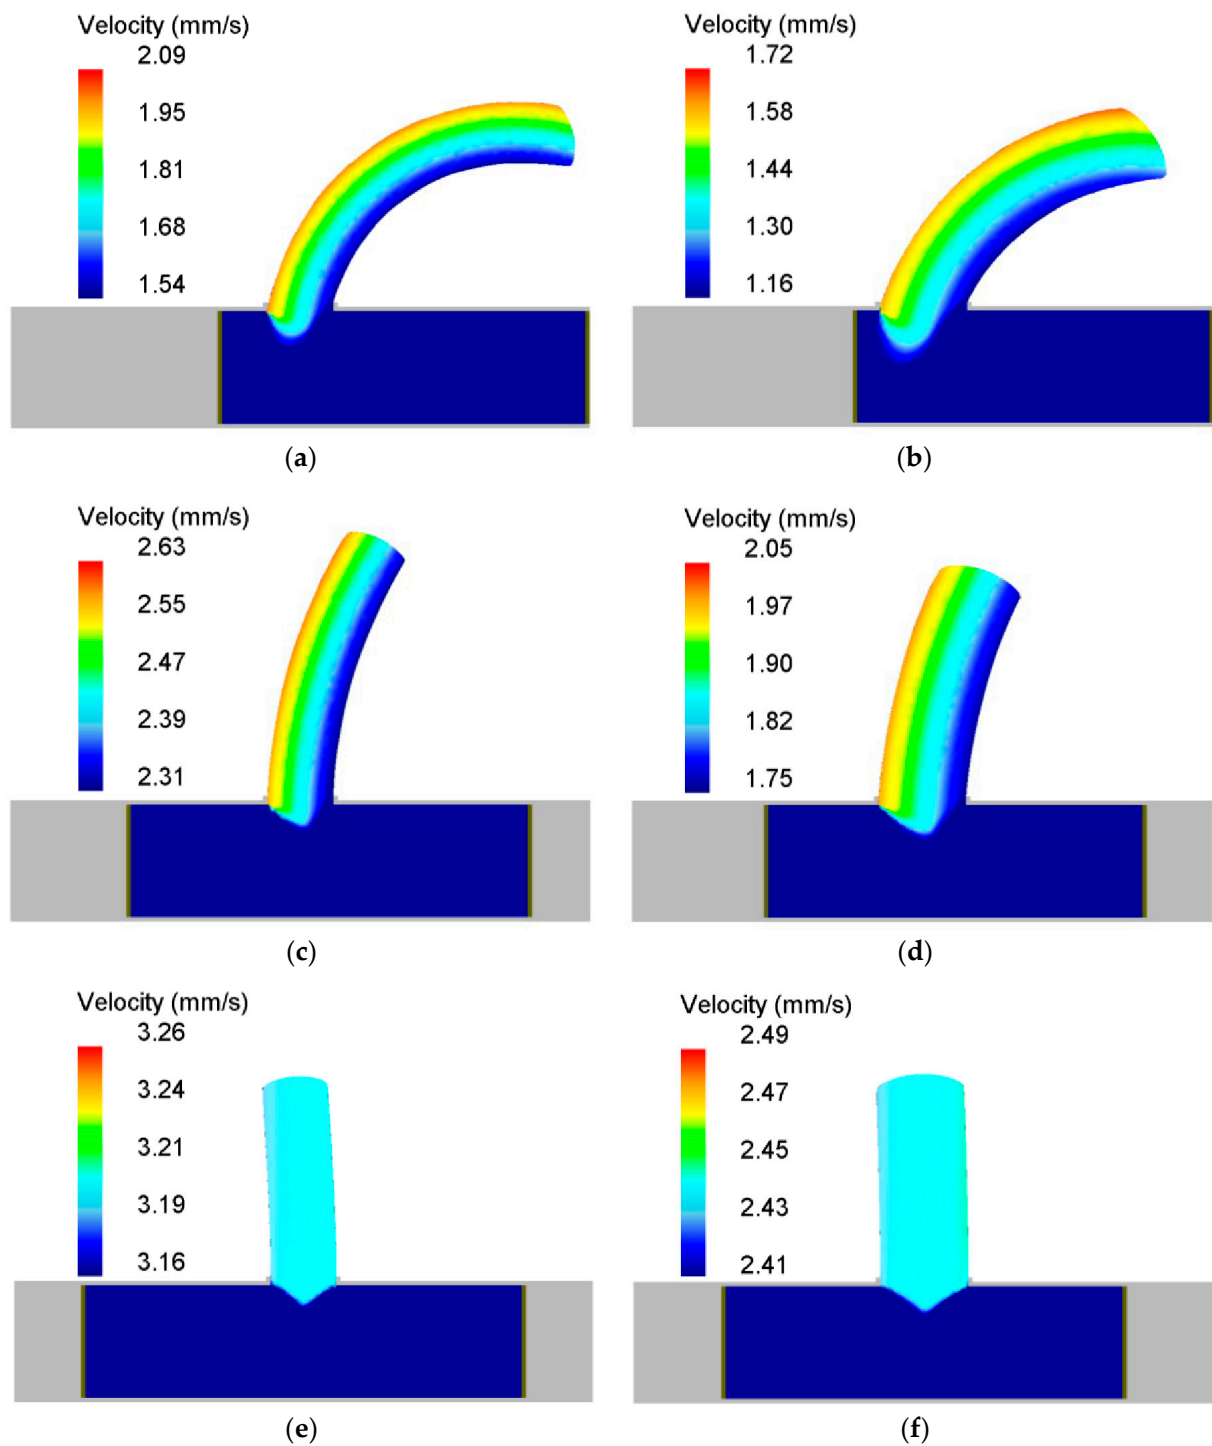 Velocity (mm/s)
2.09
1.95
1.81
1.68
1.54
(a)
Velocity (mm/s)
1.72
1.58
1.44
1.30
1.16
(b)
Velocity (mm/s)
2.63
2.55
2.47
2.39
2.31
(c)
Velocity (mm/s)
2.05
1.97
1.90
1.82
1.75
(d)
Velocity (mm/s)
3.26
3.24
3.21
3.19
3.16
(e)
Velocity (mm/s)
2.49
2.47
2.45
2.43
2.41
(f)